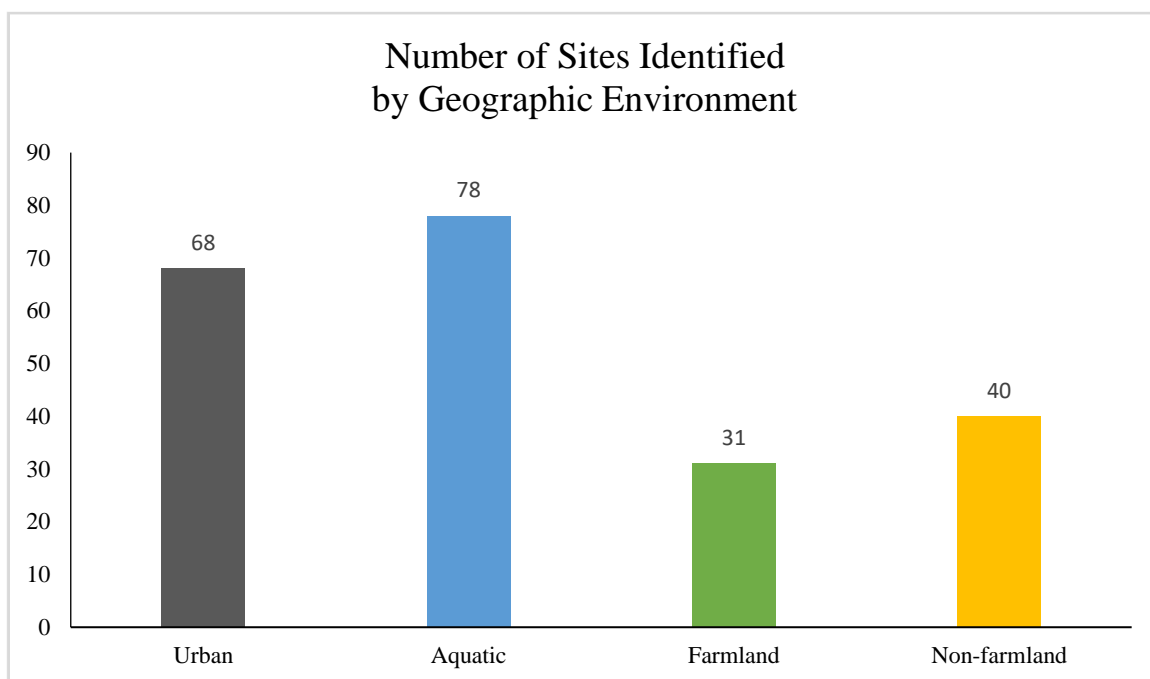 Number of Sites Identified
by Geographic Environment
90
80
70
60
50
40
30
20
10
0
68
78
31
40
Urban
Aquatic
Farmland
Non-farmland